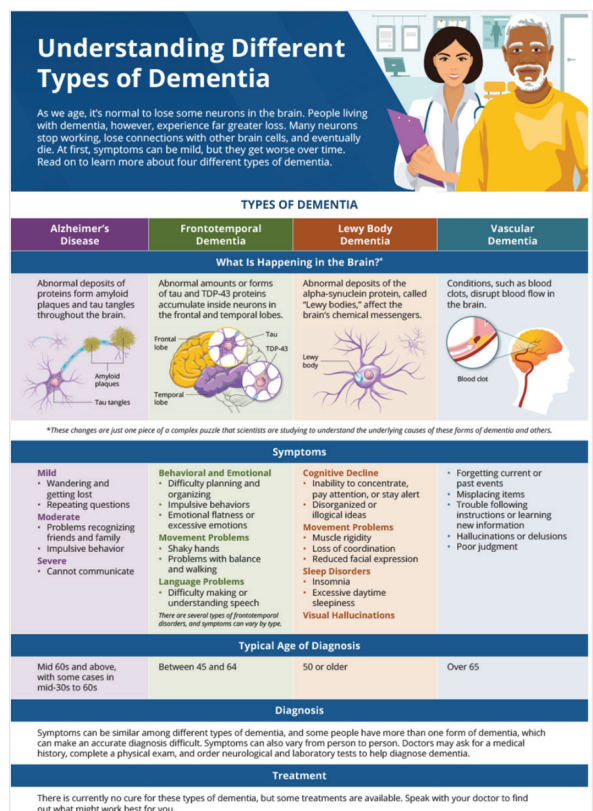 Understanding Different
Types of Dementia
As we age, it's normal to lose some neurons in the brain. People living
with dementia, however, experience far greater loss. Many neurons
stop working, lose connections with other brain cells, and eventually
die. At first, symptoms can be mild, but they get worse over time.
Read on to learn more about four different types of dementia.
TYPES OF DEMENTIA
Alzheimer's
Disease
Frontotemporal
Dementia
Lewy Body
Dementia
Vascular
Dementia
What Is Happening in the Brain?*
Abnormal deposits of
proteins form amyloid
plaques and tau tangles
throughout the brain.
Amyloid
plaques
Tau tangles
Abnormal amounts or forms
of tau and TDP-43 proteins
accumulate inside neurons in
the frontal and temporal lobes.
Frontal
lobe
Tau
TDP-43
Temporal
lobe
Abnormal deposits of the
alpha-synuclein protein, called
"Lewy bodies," affect the
brain's chemical messengers.
Lewy
body
Conditions, such as blood
clots, disrupt blood flow in
the brain.
Blood clot
*These changes are just one piece of a complex puzzle that scientists are studying to understand the underlying causes of these forms of dementia and others.
Symptoms
Mild
• Wandering and
getting lost
• Repeating questions
Moderate
• Problems recognizing
friends and family
• Impulsive behavior
Severe
• Cannot communicate
Behavioral and Emotional
• Difficulty planning and
organizing
• Impulsive behaviors
• Emotional flatness or
excessive emotions
Movement Problems
• Shaky hands
• Problems with balance
and walking
Language Problems
• Difficulty making or
understanding speech
There are several types of frontotemporal
disorders, and symptoms can vary by type.
Cognitive Decline
• Inability to concentrate,
pay attention, or stay alert
• Disorganized or
illogical ideas
Movement Problems
• Muscle rigidity
• Loss of coordination
• Reduced facial expression
Sleep Disorders
• Insomnia
• Excessive daytime
sleepiness
Visual Hallucinations
• Forgetting current or
past events
• Misplacing items
• Trouble following
instructions or learning
new information
• Hallucinations or delusions
• Poor judgment
Typical Age of Diagnosis
Mid 60s and above,
with some cases in
mid-30s to 60s
Between 45 and 64
50 or older
Over 65
Diagnosis
Symptoms can be similar among different types of dementia, and some people have more than one form of dementia, which
can make an accurate diagnosis difficult. Symptoms can also vary from person to person. Doctors may ask for a medical
history, complete a physical exam, and order neurological and laboratory tests to help diagnose dementia.
Treatment
There is currently no cure for these types of dementia, but some treatments are available. Speak with your doctor to find
out what might work best for you.